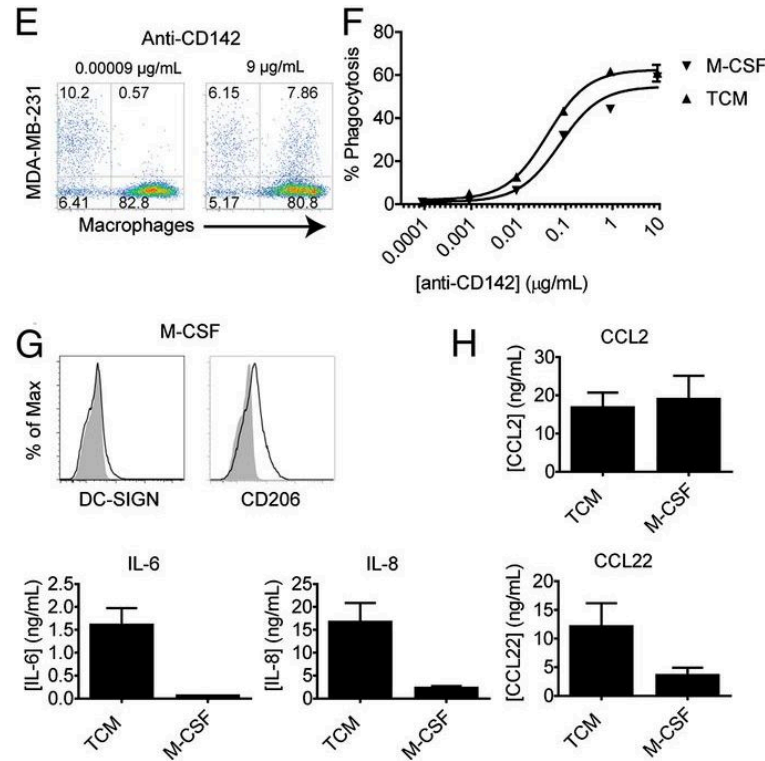 E
Anti-CD142
0.00009 µg/mL
9 µg/mL
10.2 0.57
6.15 7.86
6.41 82.8
5.17 80.8
MDA-MB-231
Macrophages
F
% Phagocytosis
80
60
40
20
0
0.0001
0.001
0.01
0.1
1
10
[anti-CD142] (µg/mL)
M-CSF
TCM
G
M-CSF
% of Max
DC-SIGN
CD206
H
CCL2
[CCL2] (ng/mL)
30
20
10
0
TCM
M-CSF
IL-6
[IL-6] (ng/mL)
2.5
2.0
1.5
1.0
0.5
0.0
TCM
M-CSF
IL-8
[IL-8] (ng/mL)
25
20
15
10
5
0
TCM
M-CSF
CCL22
[CCL22] (ng/mL)
20
15
10
5
0
TCM
M-CSF